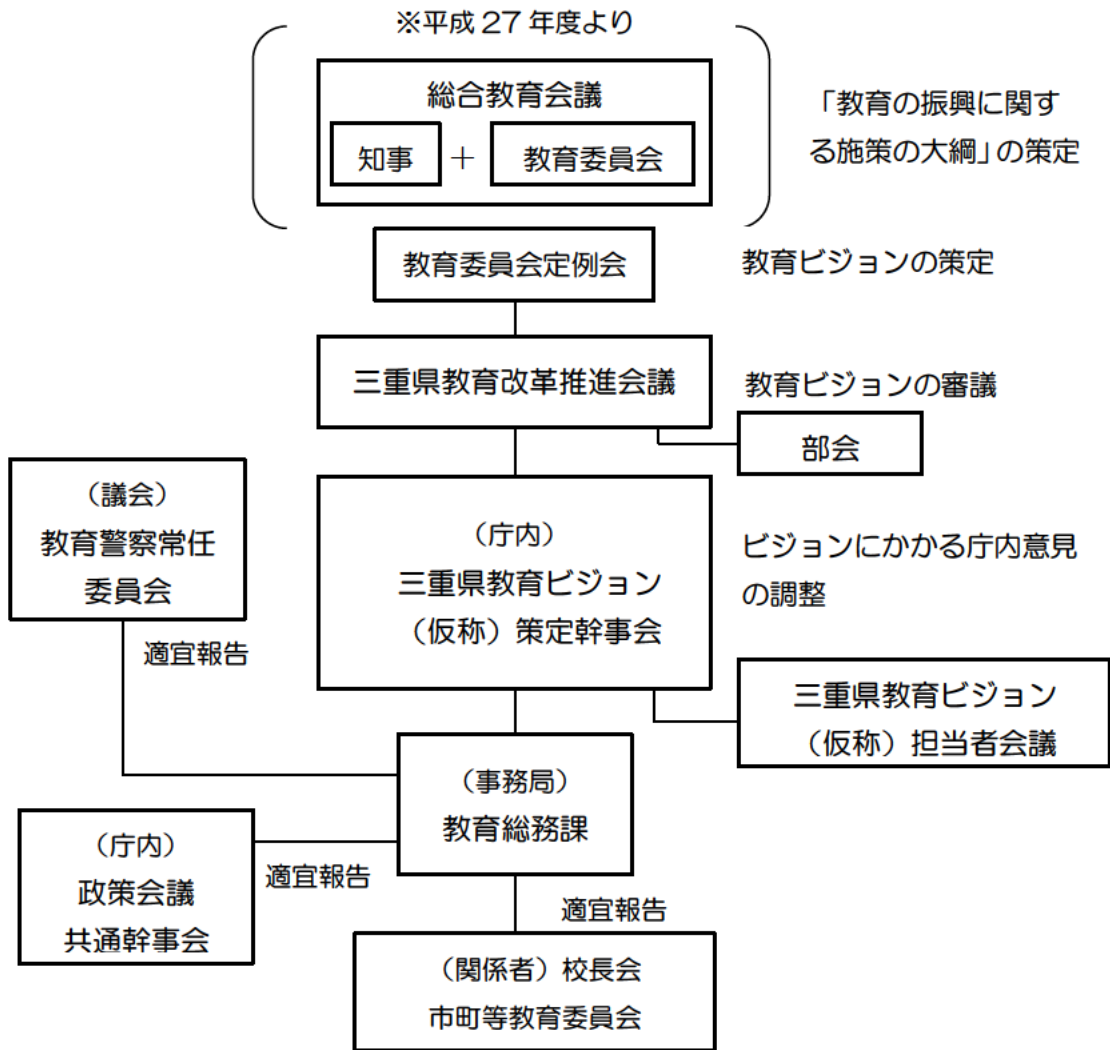 ※平成 27 年度より
総合教育会議
知事 + 教育委員会
「教育の振興に関す
る施策の大綱」の策定
教育委員会定例会
教育ビジョンの策定
三重県教育改革推進会議
教育ビジョンの審議
部会
（議会）
教育警察常任
委員会
適宜報告
（庁内）
三重県教育ビジョン
（仮称）策定幹事会
ビジョンにかかる庁内意見
の調整
三重県教育ビジョン
（仮称）担当者会議
（事務局）
教育総務課
（庁内）
政策会議
共通幹事会
適宜報告
適宜報告
（関係者）校長会
市町等教育委員会